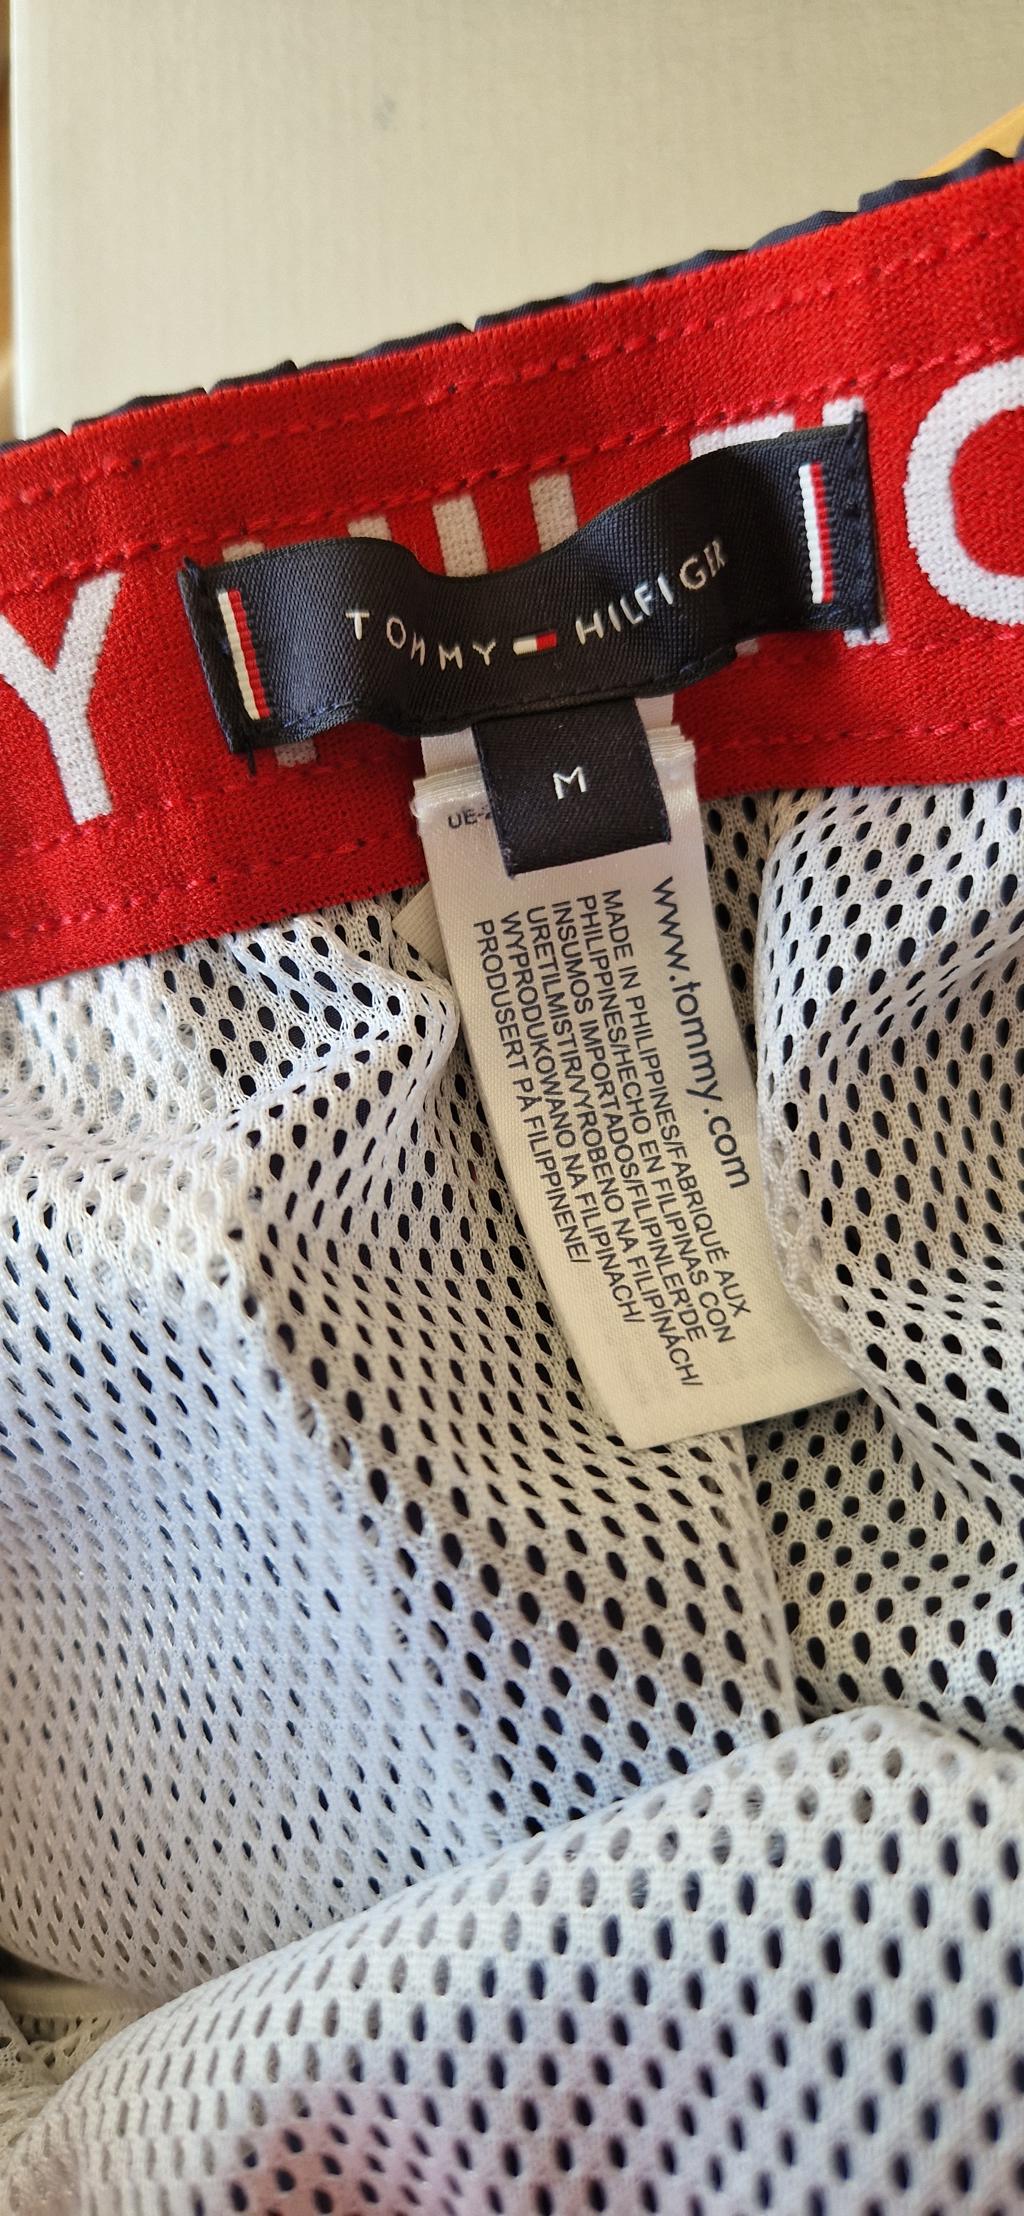 TOMMY HILFIGER
M
www.tommy.com
MADE IN PHILIPPINES/FABRIQUÉ AUX
PHILIPPINES/HECHO EN FILIPINAS CON
INSUMOS IMPORTADOS/FILIPINLER'DE
URETILMISTIR/VYROBENO NA FILIPÍNÁCH/
WYPRODUKOWANO NA FILIPINACH/
PRODUSERT PÅ FILIPPINENE/